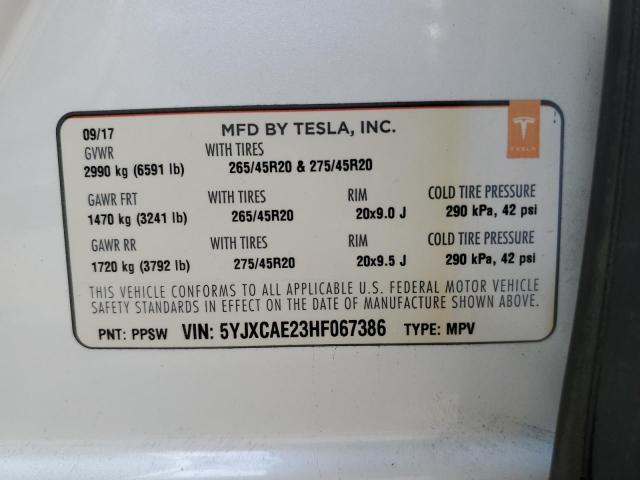 09/17 MFD BY TESLA, INC.
GVWR WITH TIRES
2990 kg (6591 lb) 265/45R20 & 275/45R20
GAWR FRT WITH TIRES RIM COLD TIRE PRESSURE
1470 kg (3241 lb) 265/45R20 20x9.0 J 290 kPa, 42 psi
GAWR RR WITH TIRES RIM COLD TIRE PRESSURE
1720 kg (3792 lb) 275/45R20 20x9.5 J 290 kPa, 42 psi
THIS VEHICLE CONFORMS TO ALL APPLICABLE U.S. FEDERAL MOTOR VEHICLE
SAFETY STANDARDS IN EFFECT ON THE DATE OF MANUFACTURE SHOWN ABOVE.
PNT: PPSW VIN: 5YJXCAE23HF067386 TYPE: MPV
TESLA